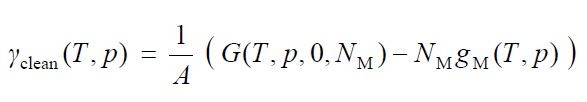 γ_clean (T, p) = 1/A ( G(T, p, 0, N_M) – N_M g_M (T, p) )